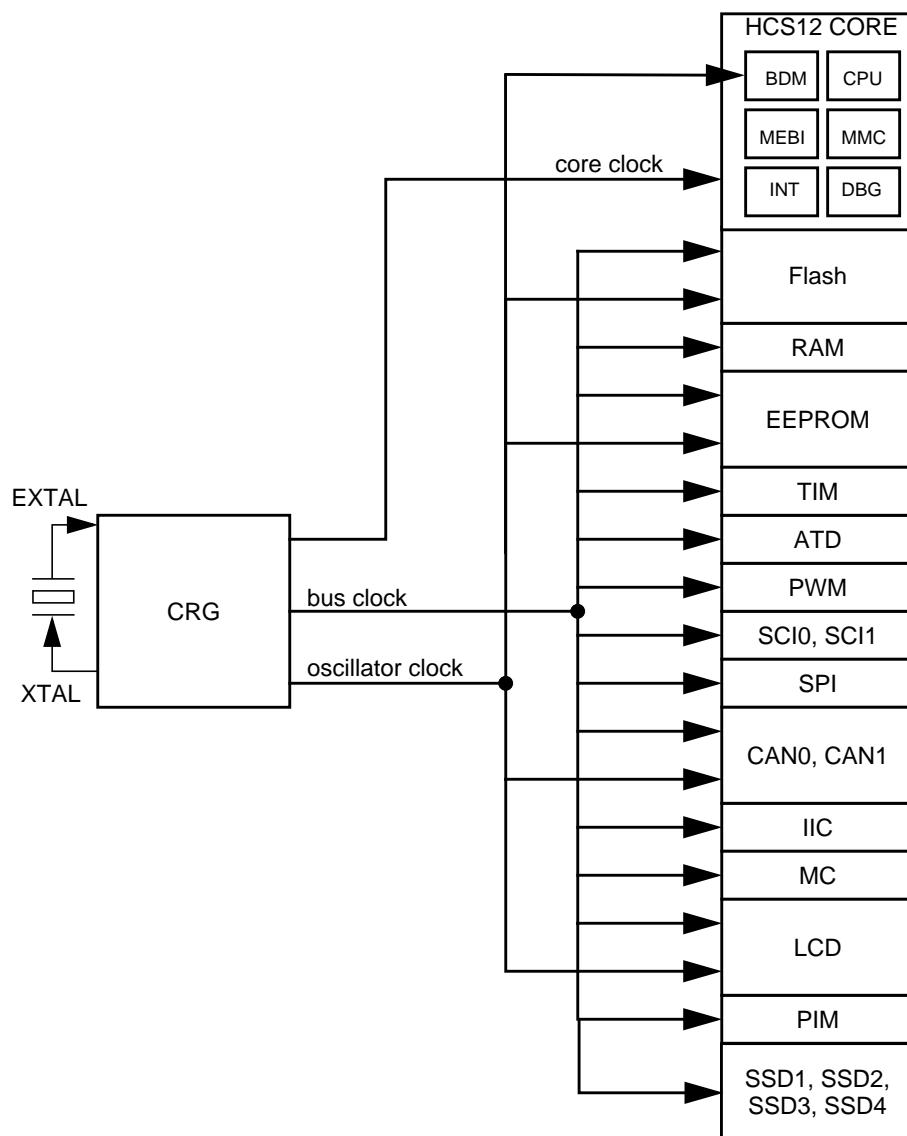 HCS12 CORE
BDM
CPU
MEBI
MMC
core clock
INT
DBG
Flash
RAM
EEPROM
EXTAL
TIM
ATD
PWM
CRG
bus clock
SCI0, SCI1
oscillator clock
XTAL
SPI
CAN0, CAN1
IIC
MC
LCD
PIM
SSD1, SSD2,
SSD3, SSD4